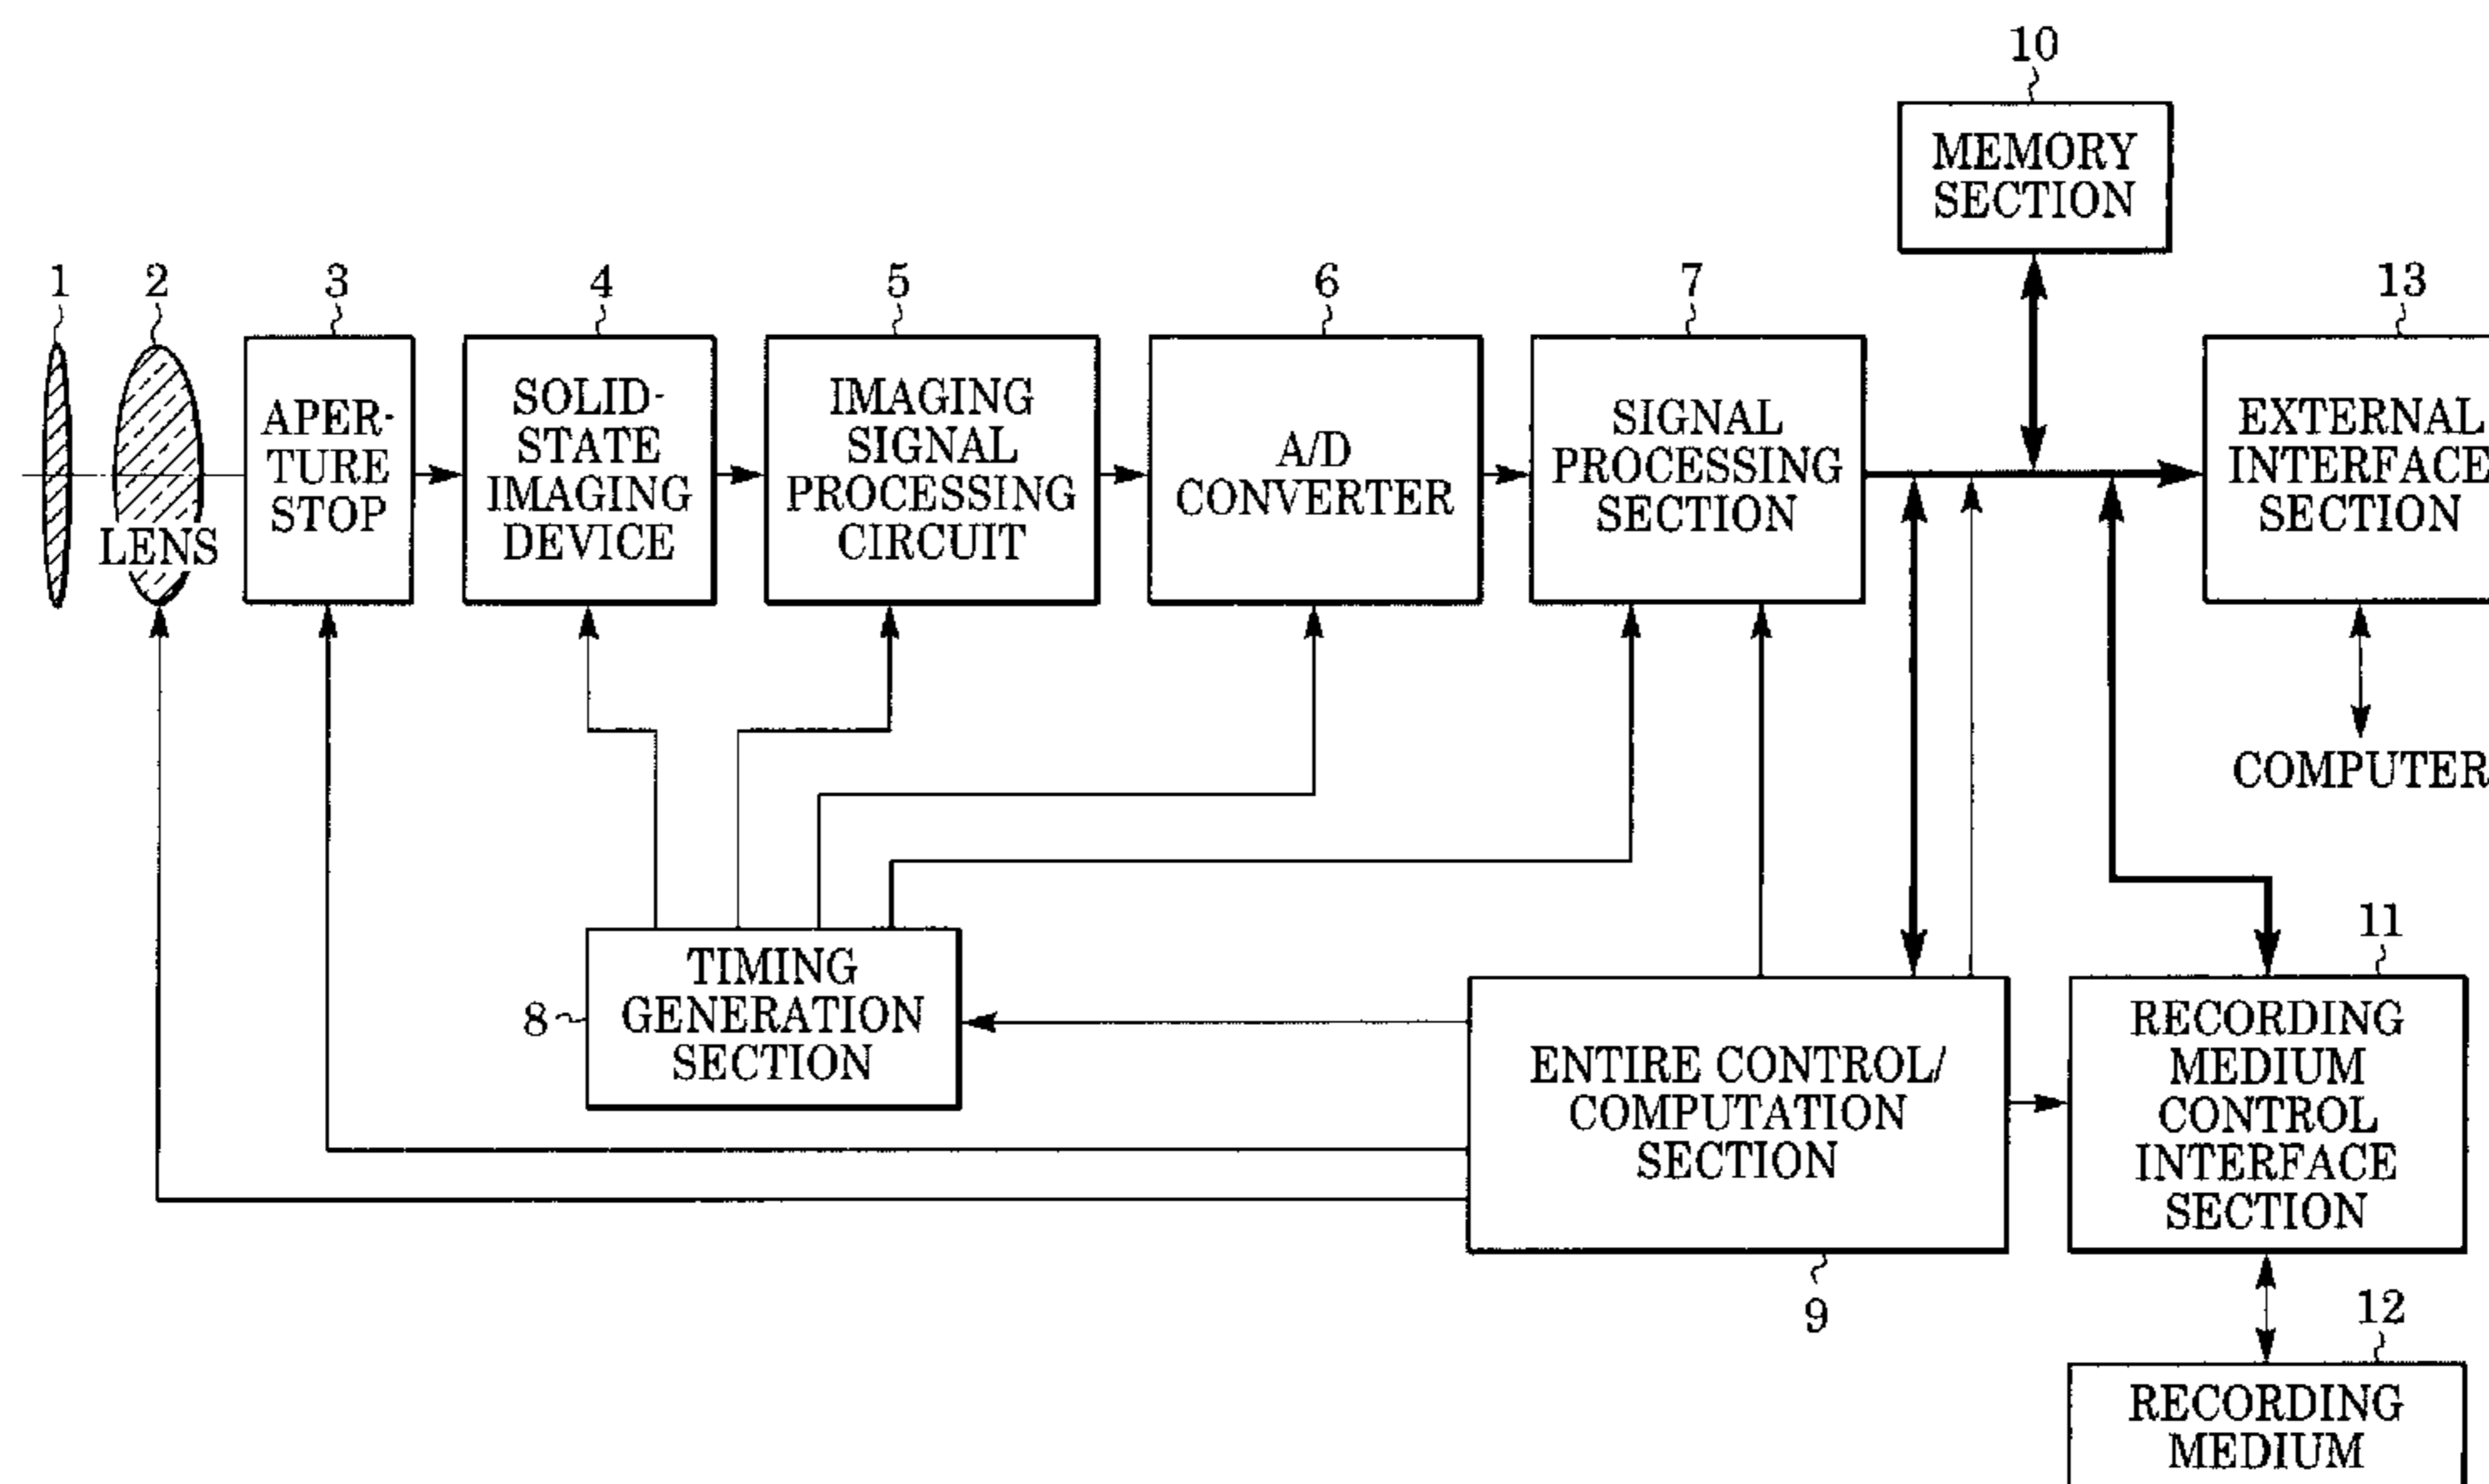 10
MEMORY
SECTION
1
2
3
4
5
6
7
13
LENS
APER-
TURE
STOP
SOLID-
STATE
IMAGING
DEVICE
IMAGING
SIGNAL
PROCESSING
CIRCUIT
A/D
CONVERTER
SIGNAL
PROCESSING
SECTION
EXTERNAL
INTERFACE
SECTION
COMPUTER
8
TIMING
GENERATION
SECTION
ENTIRE CONTROL/
COMPUTATION
SECTION
9
11
RECORDING
MEDIUM
CONTROL
INTERFACE
SECTION
12
RECORDING
MEDIUM